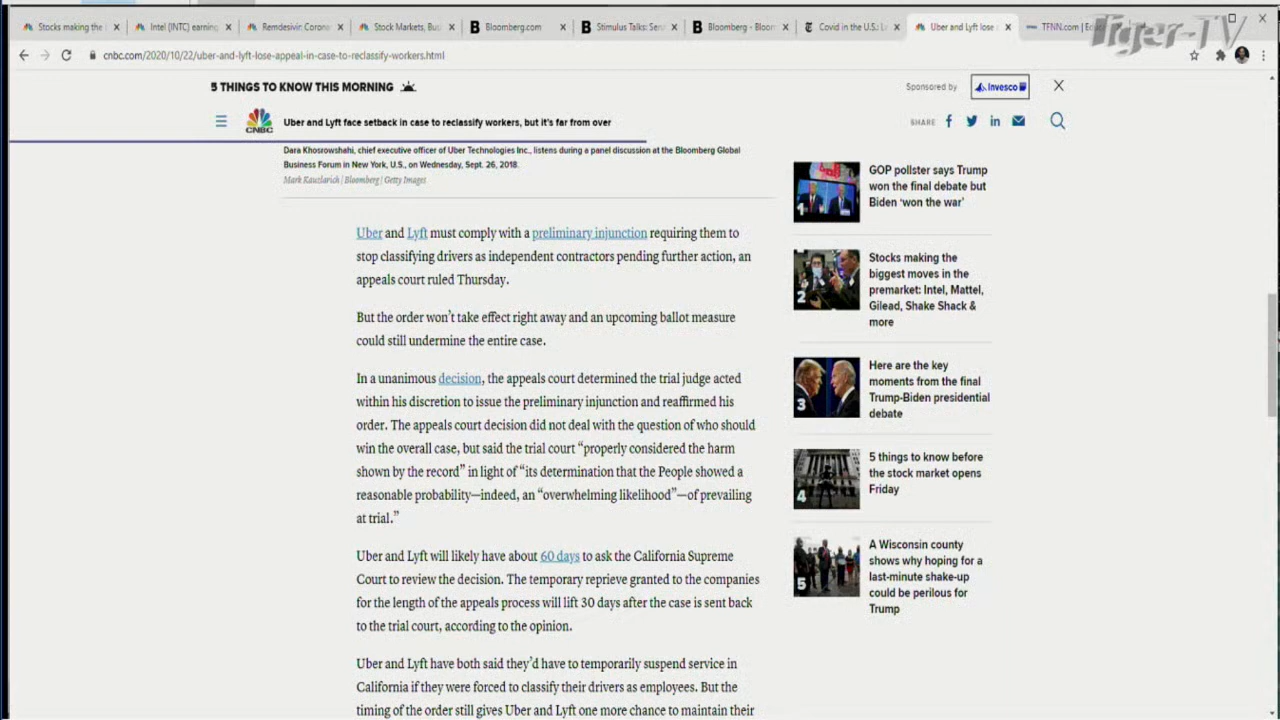 Stocks making the
Intel (INTC) earning
Remdesivir Coron
Stock Markets, Bus
Bloomberg.com
Stimulus Talks: Sen
Bloomberg - Bloom
Covid in the U.S.: L
Uber and Lyft lose
TFNN.com | E
Tiger-TV
cnbc.com/2020/10/22/uber-and-lyft-lose-appeal-in-case-to-reclassify-workers.html
5 THINGS TO KNOW THIS MORNING
Sponsored by
Invesco
CNBC
Uber and Lyft face setback in case to reclassify workers, but it's far from over
SHARE
Dara Khosrowshahi, chief executive officer of Uber Technologies Inc., listens during a panel discussion at the Bloomberg Global
Business Forum in New York, U.S., on Wednesday, Sept. 26, 2018.
Mark Kauzlarich | Bloomberg | Getty Images
Uber and Lyft must comply with a preliminary injunction requiring them to
stop classifying drivers as independent contractors pending further action, an
appeals court ruled Thursday.
But the order won't take effect right away and an upcoming ballot measure
could still undermine the entire case.
In a unanimous decision, the appeals court determined the trial judge acted
within his discretion to issue the preliminary injunction and reaffirmed his
order. The appeals court decision did not deal with the question of who should
win the overall case, but said the trial court “properly considered the harm
shown by the record” in light of “its determination that the People showed a
reasonable probability—indeed, an “overwhelming likelihood”—of prevailing
at trial.”
Uber and Lyft will likely have about 60 days to ask the California Supreme
Court to review the decision. The temporary reprieve granted to the companies
for the length of the appeals process will lift 30 days after the case is sent back
to the trial court, according to the opinion.
Uber and Lyft have both said they'd have to temporarily suspend service in
California if they were forced to classify their drivers as employees. But the
timing of the order still gives Uber and Lyft one more chance to maintain their
1
GOP pollster says Trump
won the final debate but
Biden ‘won the war’
2
Stocks making the
biggest moves in the
premarket: Intel, Mattel,
Gilead, Shake Shack &
more
3
Here are the key
moments from the final
Trump-Biden presidential
debate
4
5 things to know before
the stock market opens
Friday
5
A Wisconsin county
shows why hoping for a
last-minute shake-up
could be perilous for
Trump